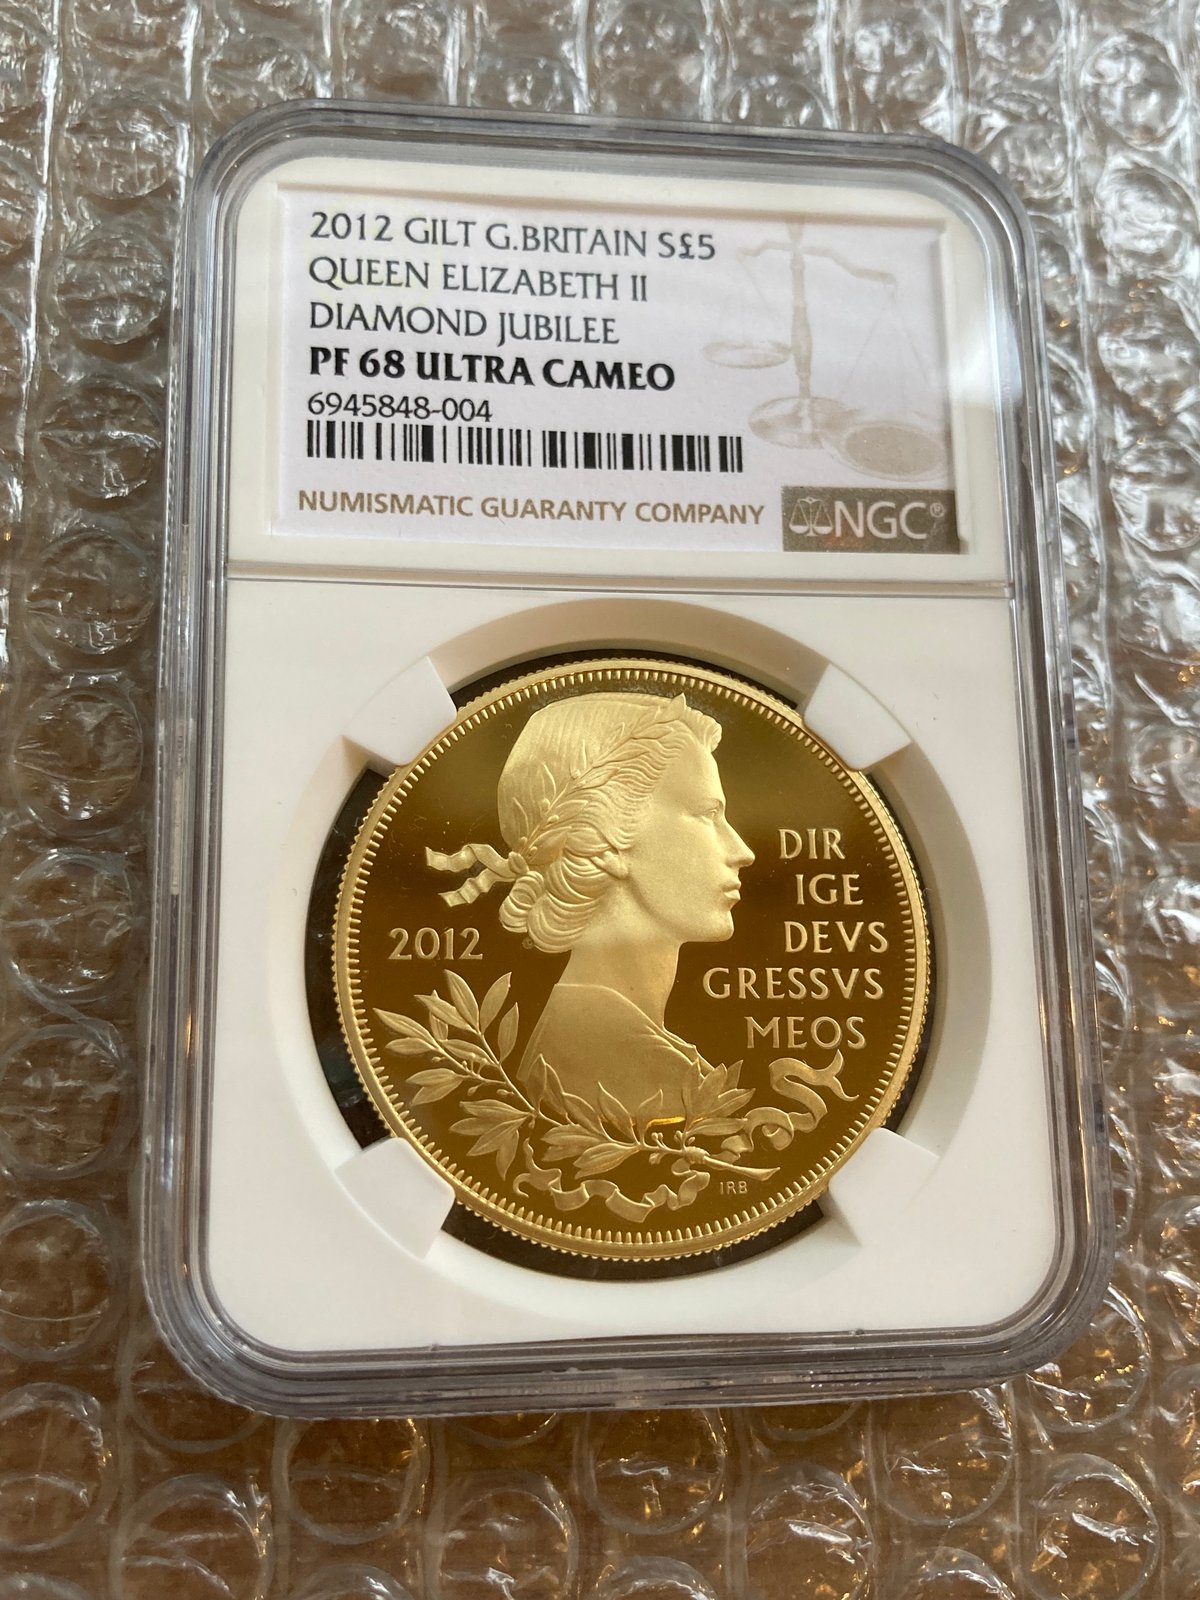 2012 GILT G.BRITAIN S£5
QUEEN ELIZABETH II
DIAMOND JUBILEE
PF 68 ULTRA CAMEO
6945848-004
NUMISMATIC GUARANTY COMPANY
NGC®
DIR
IGE
DEVS
2012
GRESSVS
MEOS
IRB